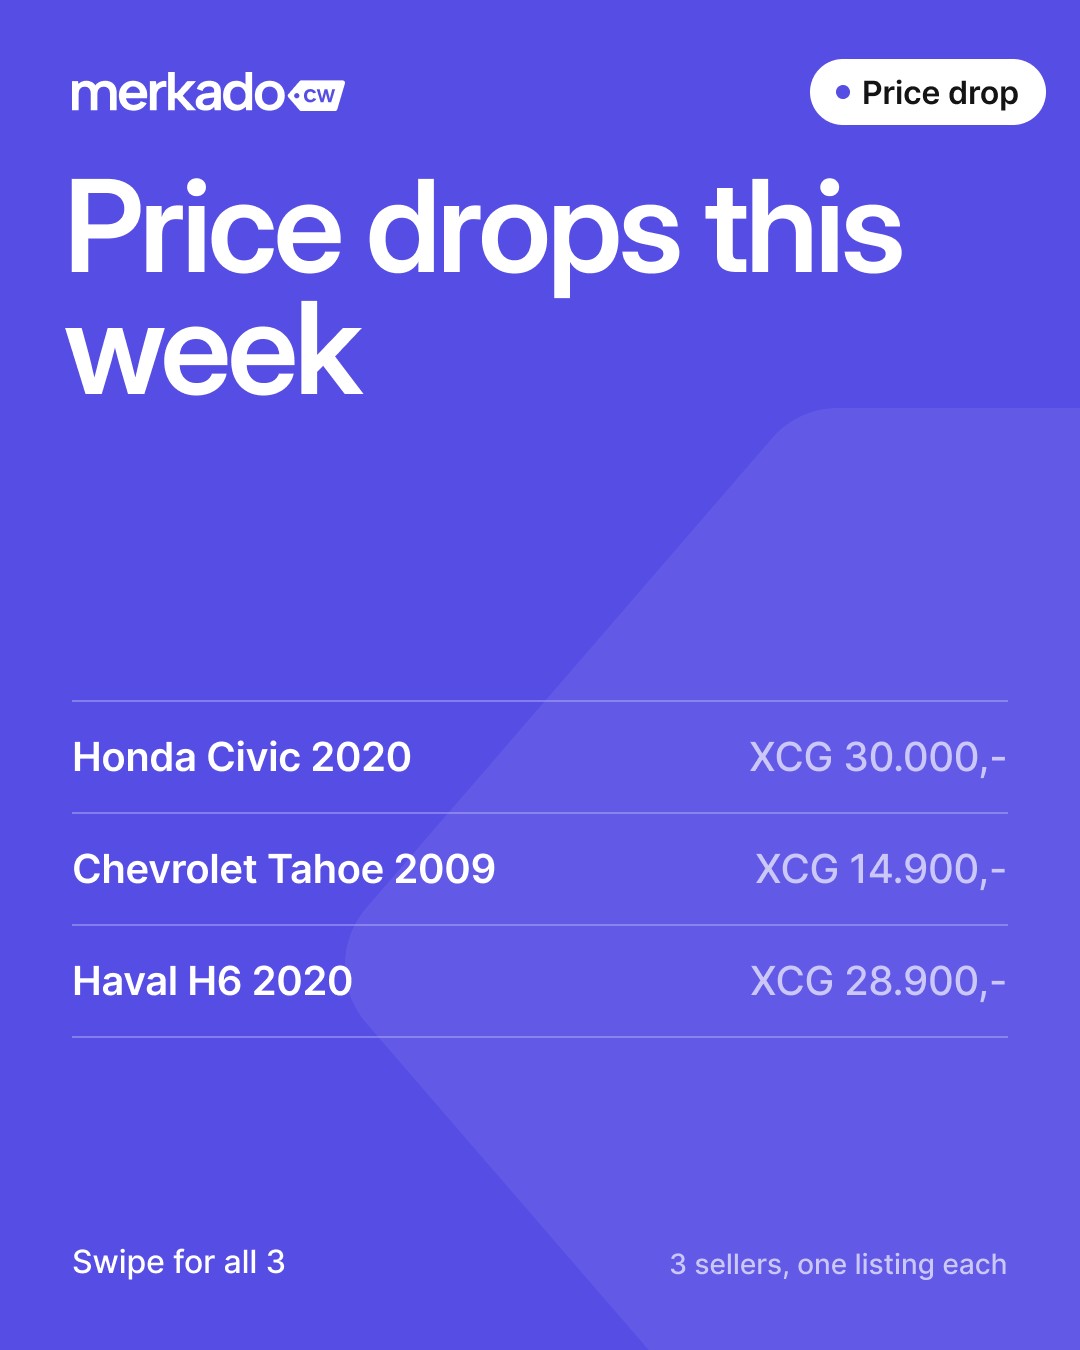 merkado cw
Price drop
Price drops this
week
Honda Civic 2020 XCG 30.000,-
Chevrolet Tahoe 2009 XCG 14.900,-
Haval H6 2020 XCG 28.900,-
Swipe for all 3 3 sellers, one listing each